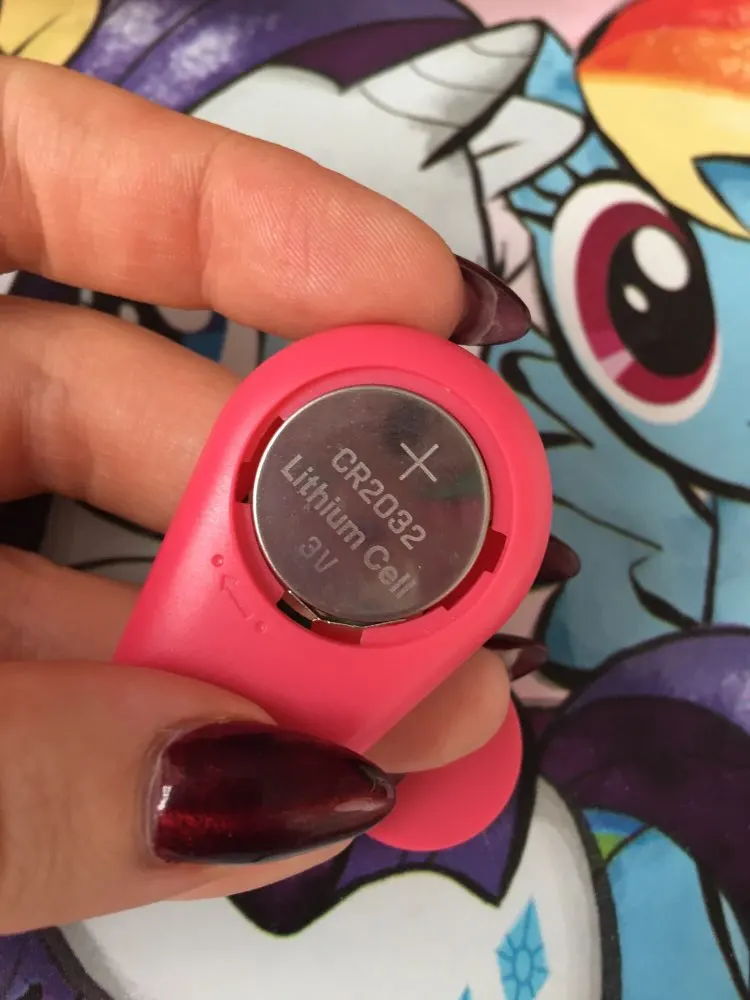 +
CR2032
Lithium Cell
3V